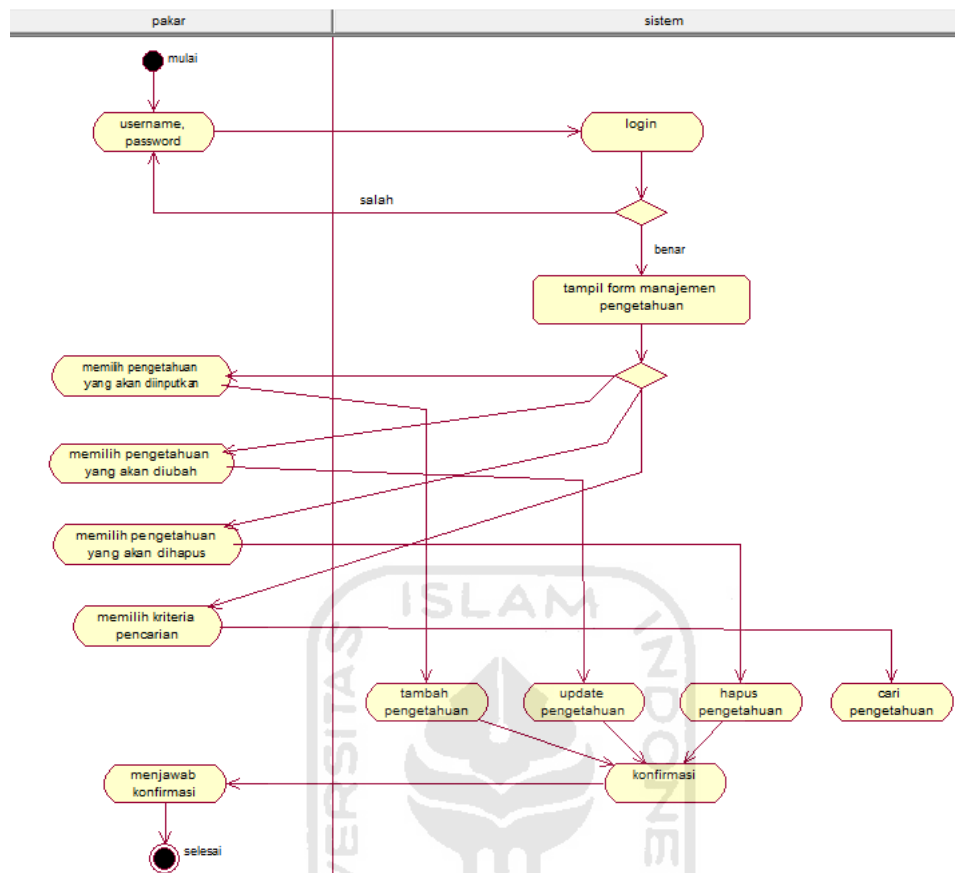 pakar
sistem
mulai
username,
password
login
salah
benar
tampil form manajemen
pengetahuan
memilih pengetahuan
yang akan diinputkan
memilih pengetahuan
yang akan diubah
memilih pengetahuan
yang akan dihapus
memilih kriteria
pencarian
tambah
pengetahuan
update
pengetahuan
hapus
pengetahuan
cari
pengetahuan
konfirmasi
menjawab
konfirmasi
selesai
ISLAM